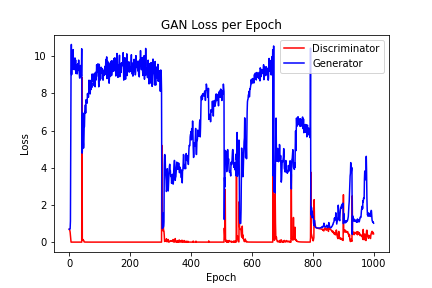 GAN Loss per Epoch
Discriminator
Generator
Loss
10
8
6
4
2
0
0 200 400 600 800 1000
Epoch